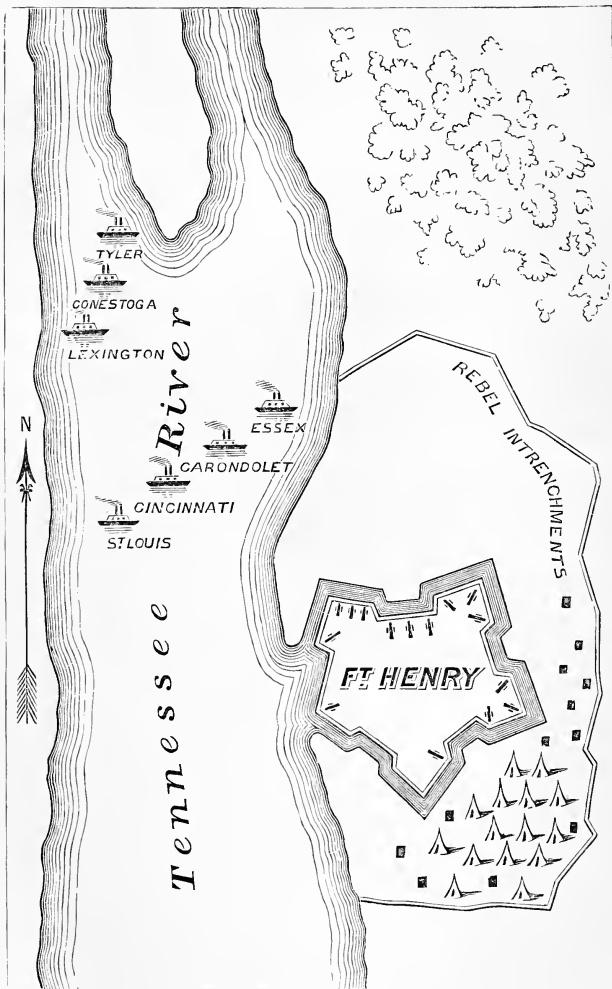 TYLER
CONESTOGA
LEXINGTON
ESSEX
CARONDOLET
CINCINNATI
ST. LOUIS
N
Tennessee River
REBEL INTRENCHMENTS
FT. HENRY